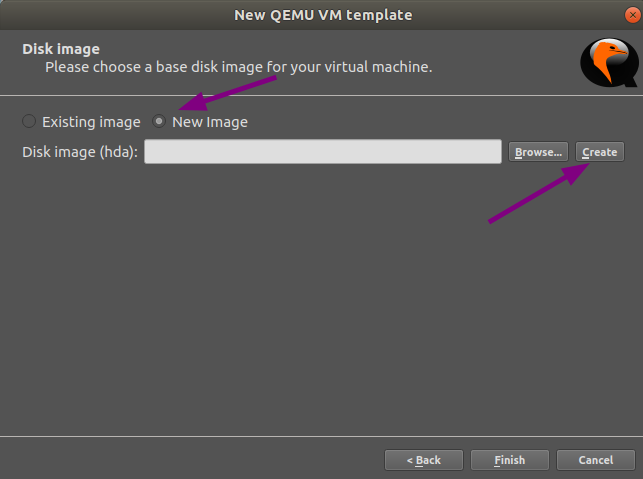 New QEMU VM template
Disk image
Please choose a base disk image for your virtual machine.
Existing image New Image
Disk image (hda): Browse... Create
< Back Finish Cancel